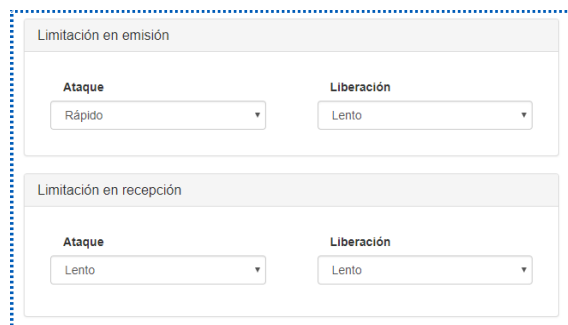 Limitación en emisión
Ataque Liberación
Rápido Lento
Limitación en recepción
Ataque Liberación
Lento Lento